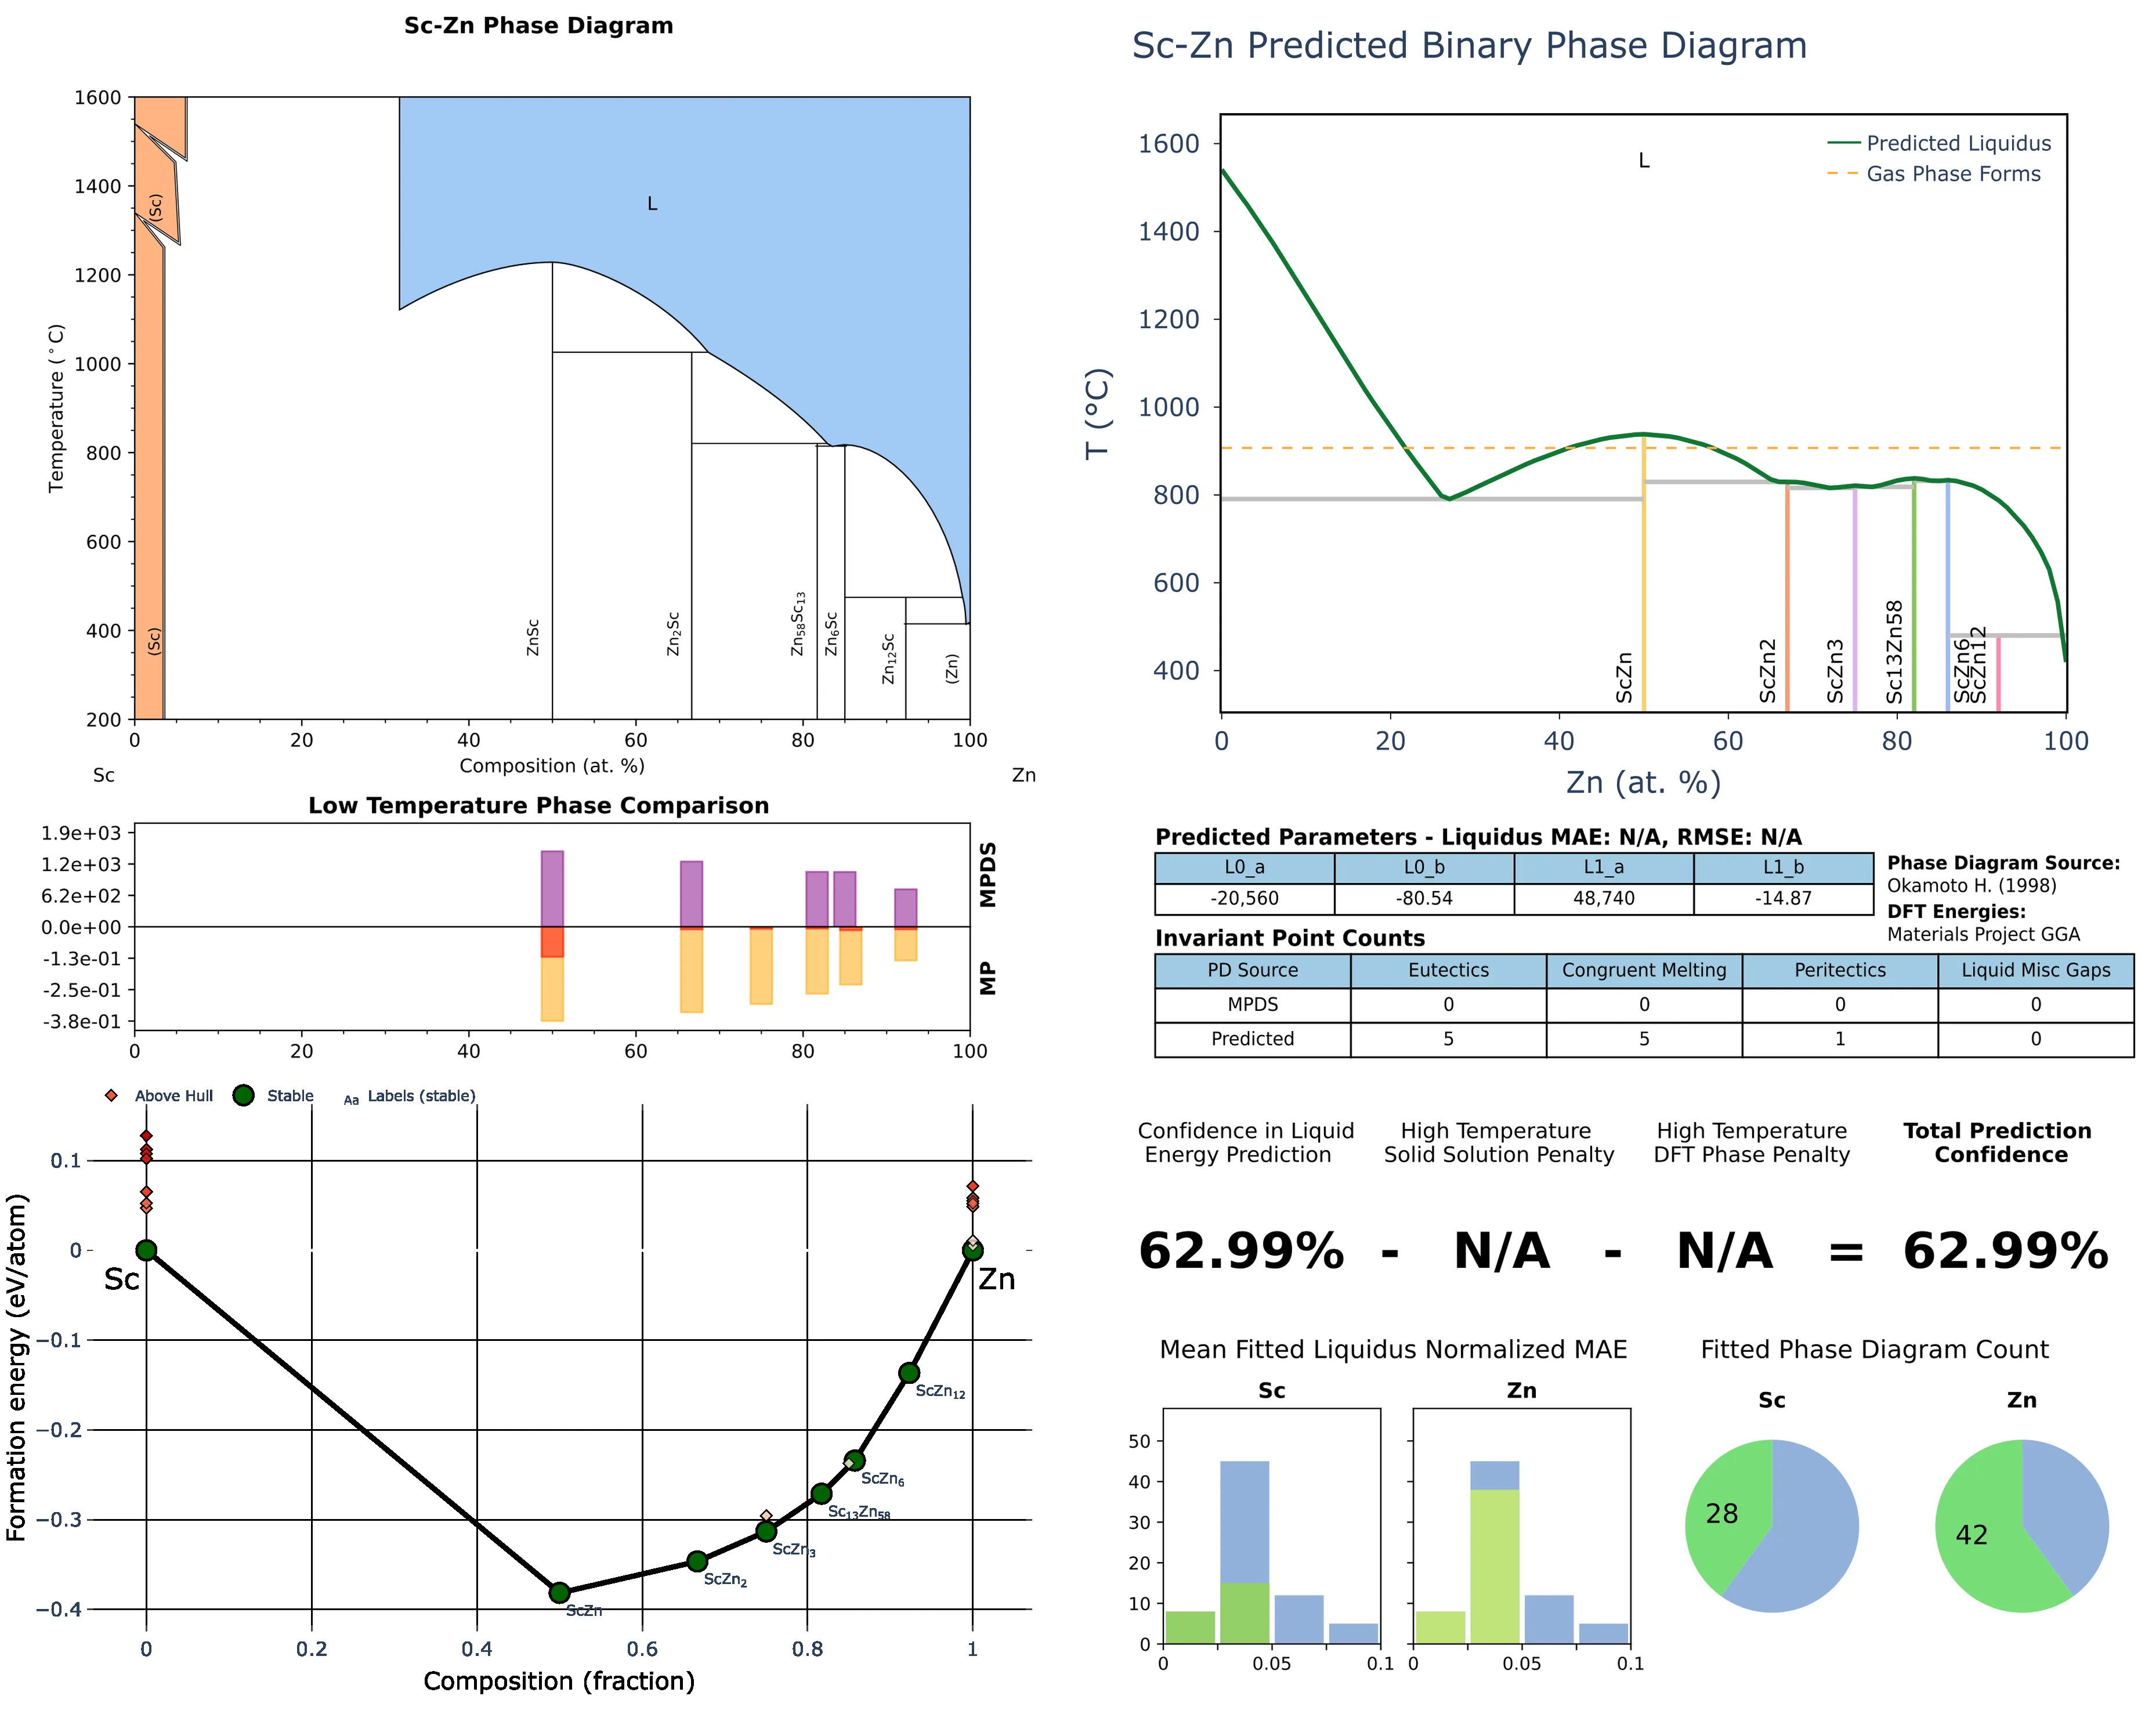 Sc-Zn Phase Diagram
1600
1400
1200
1000
800
600
400
200
Temperature (°C)
(Sc)
(Sc)
L
ZnSc
Zn₂Sc
Zn₅₈Sc₁₃
Zn₆Sc
Zn₁₂Sc
(Zn)
0 20 40 60 80 100
Composition (at. %)
Sc Zn
Sc-Zn Predicted Binary Phase Diagram
1600
1400
1200
1000
800
600
400
T (°C)
L
Predicted Liquidus
Gas Phase Forms
ScZn
ScZn2
ScZn3
Sc13Zn58
ScZn6
ScZn12
0 20 40 60 80 100
Zn (at. %)
Low Temperature Phase Comparison
1.9e+03
1.2e+03
6.2e+02
0.0e+00
-1.3e-01
-2.5e-01
-3.8e-01
MPDS
MP
0 20 40 60 80 100
Predicted Parameters - Liquidus MAE: N/A, RMSE: N/A
L0_a L0_b L1_a L1_b
-20,560 -80.54 48,740 -14.87
Phase Diagram Source:
Okamoto H. (1998)
DFT Energies:
Materials Project GGA
Invariant Point Counts
PD Source Eutectics Congruent Melting Peritectics Liquid Misc Gaps
MPDS 0 0 0 0
Predicted 5 5 1 0
Above Hull Stable Aa Labels (stable)
0.1
0
−0.1
−0.2
−0.3
−0.4
Formation energy (eV/atom)
Sc
Zn
ScZn₁₂
ScZn₆
Sc₁₃Zn₅₈
ScZn₃
ScZn₂
ScZn
0 0.2 0.4 0.6 0.8 1
Composition (fraction)
Confidence in Liquid Energy Prediction
High Temperature Solid Solution Penalty
High Temperature DFT Phase Penalty
Total Prediction Confidence
62.99% - N/A - N/A = 62.99%
Mean Fitted Liquidus Normalized MAE
Sc Zn
50
40
30
20
10
0
0 0.05 0.1
0 0.05 0.1
Fitted Phase Diagram Count
Sc Zn
28
42